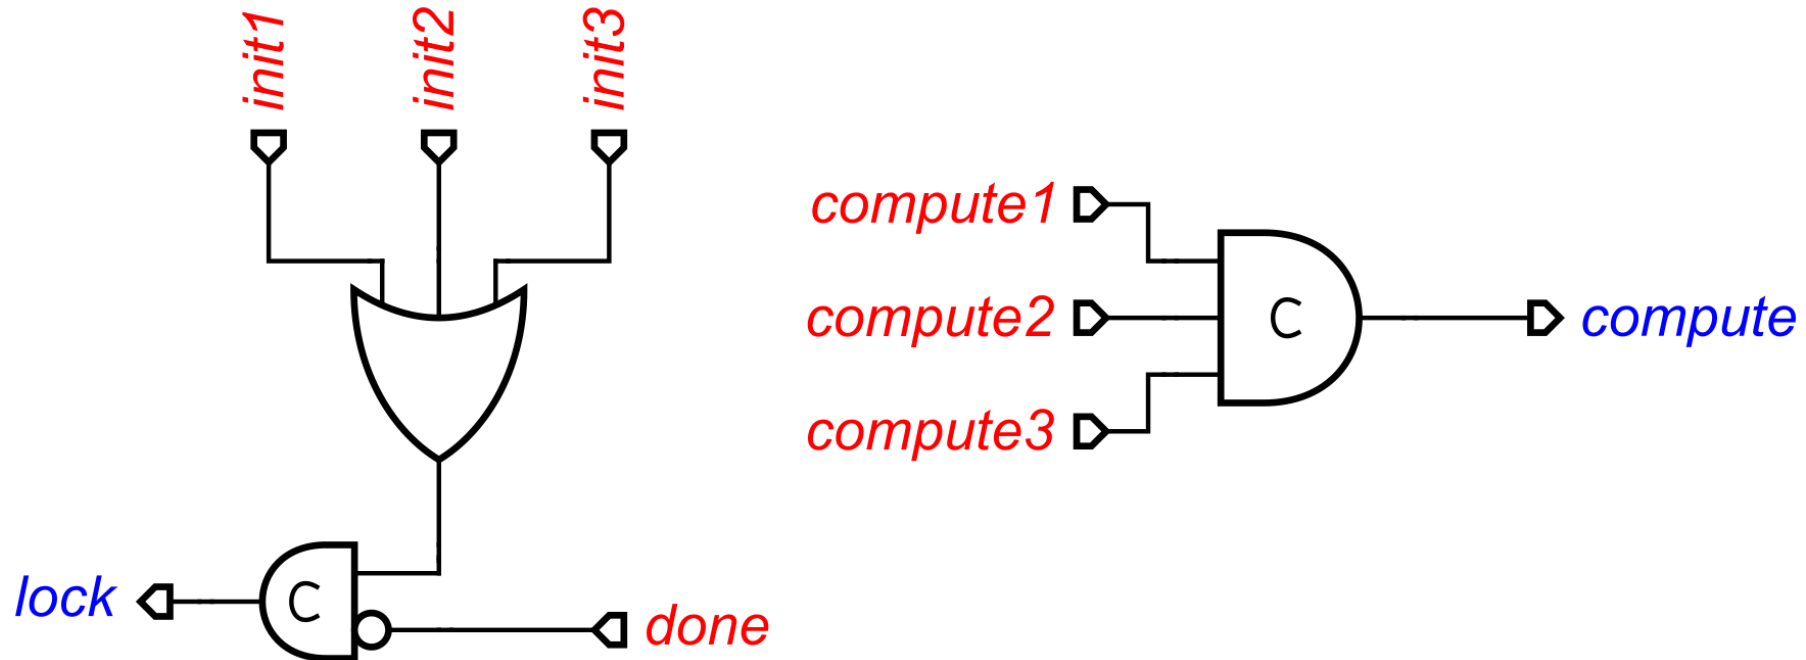 init1
init2
init3
compute1
compute2
compute3
C
compute
C
lock
done